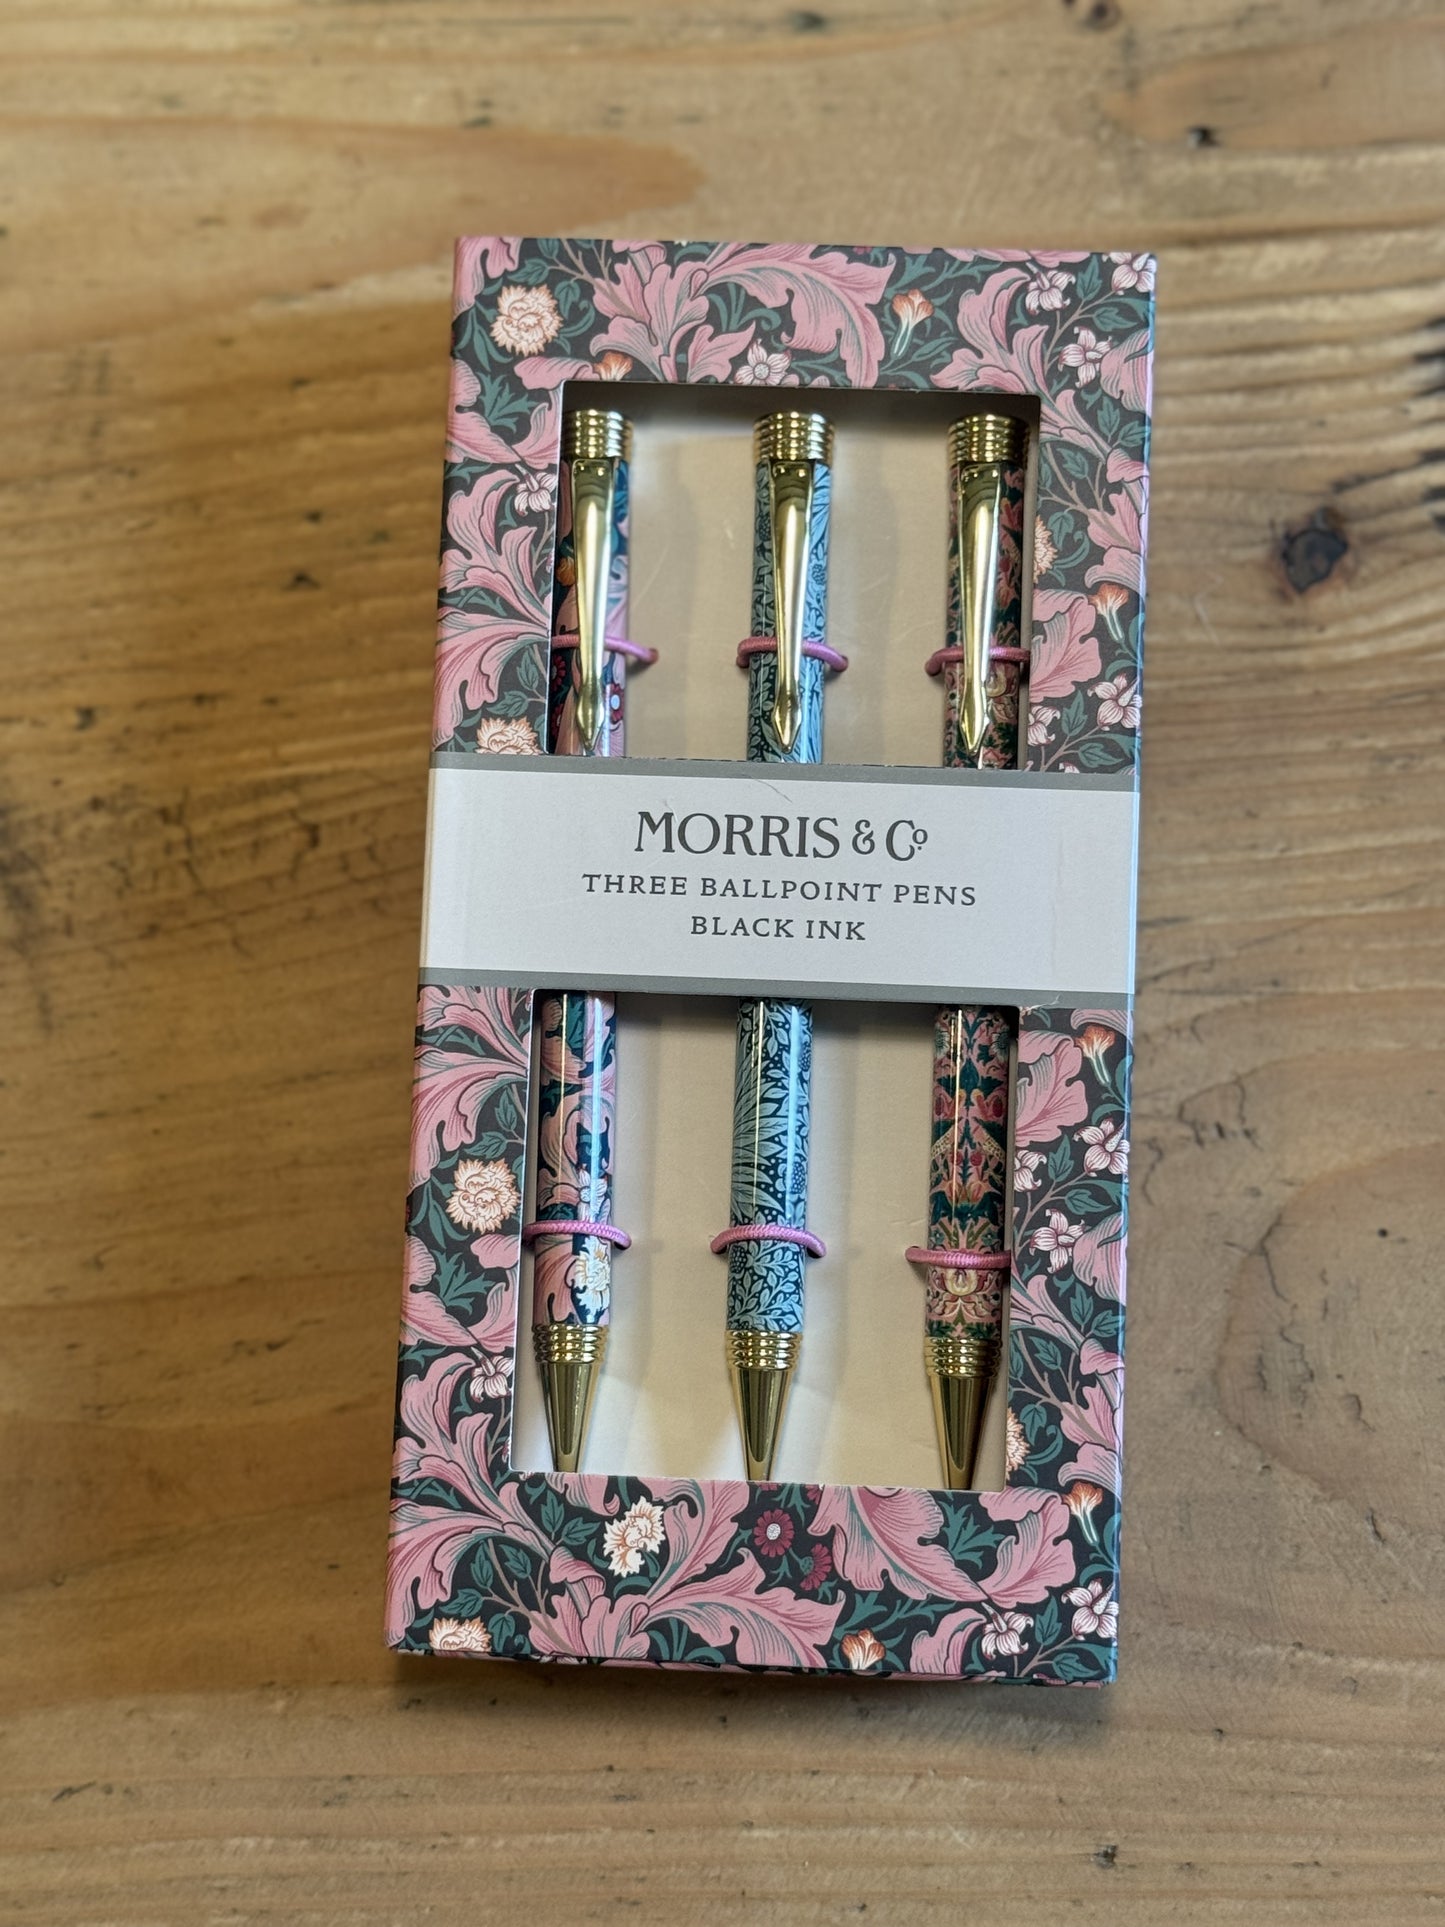 MORRIS & Co.
THREE BALLPOINT PENS
BLACK INK